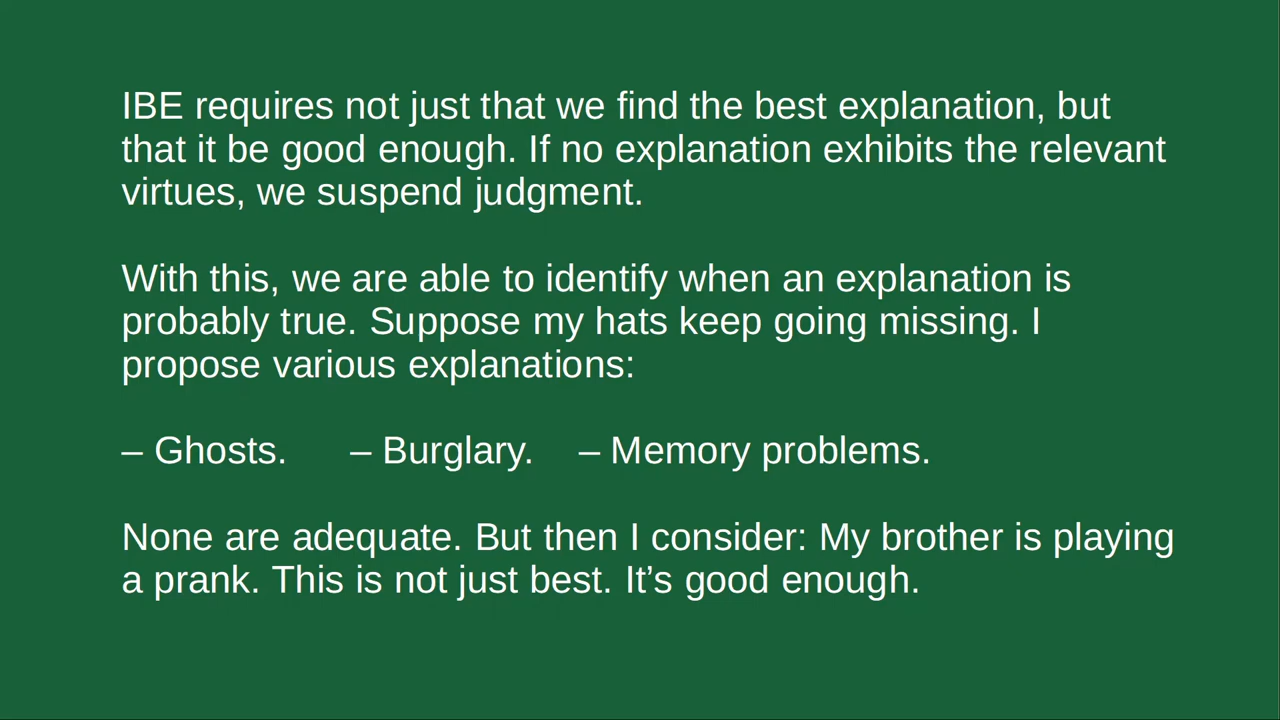 IBE requires not just that we find the best explanation, but
that it be good enough. If no explanation exhibits the relevant
virtues, we suspend judgment.
With this, we are able to identify when an explanation is
probably true. Suppose my hats keep going missing. I
propose various explanations:
– Ghosts. – Burglary. – Memory problems.
None are adequate. But then I consider: My brother is playing
a prank. This is not just best. It’s good enough.